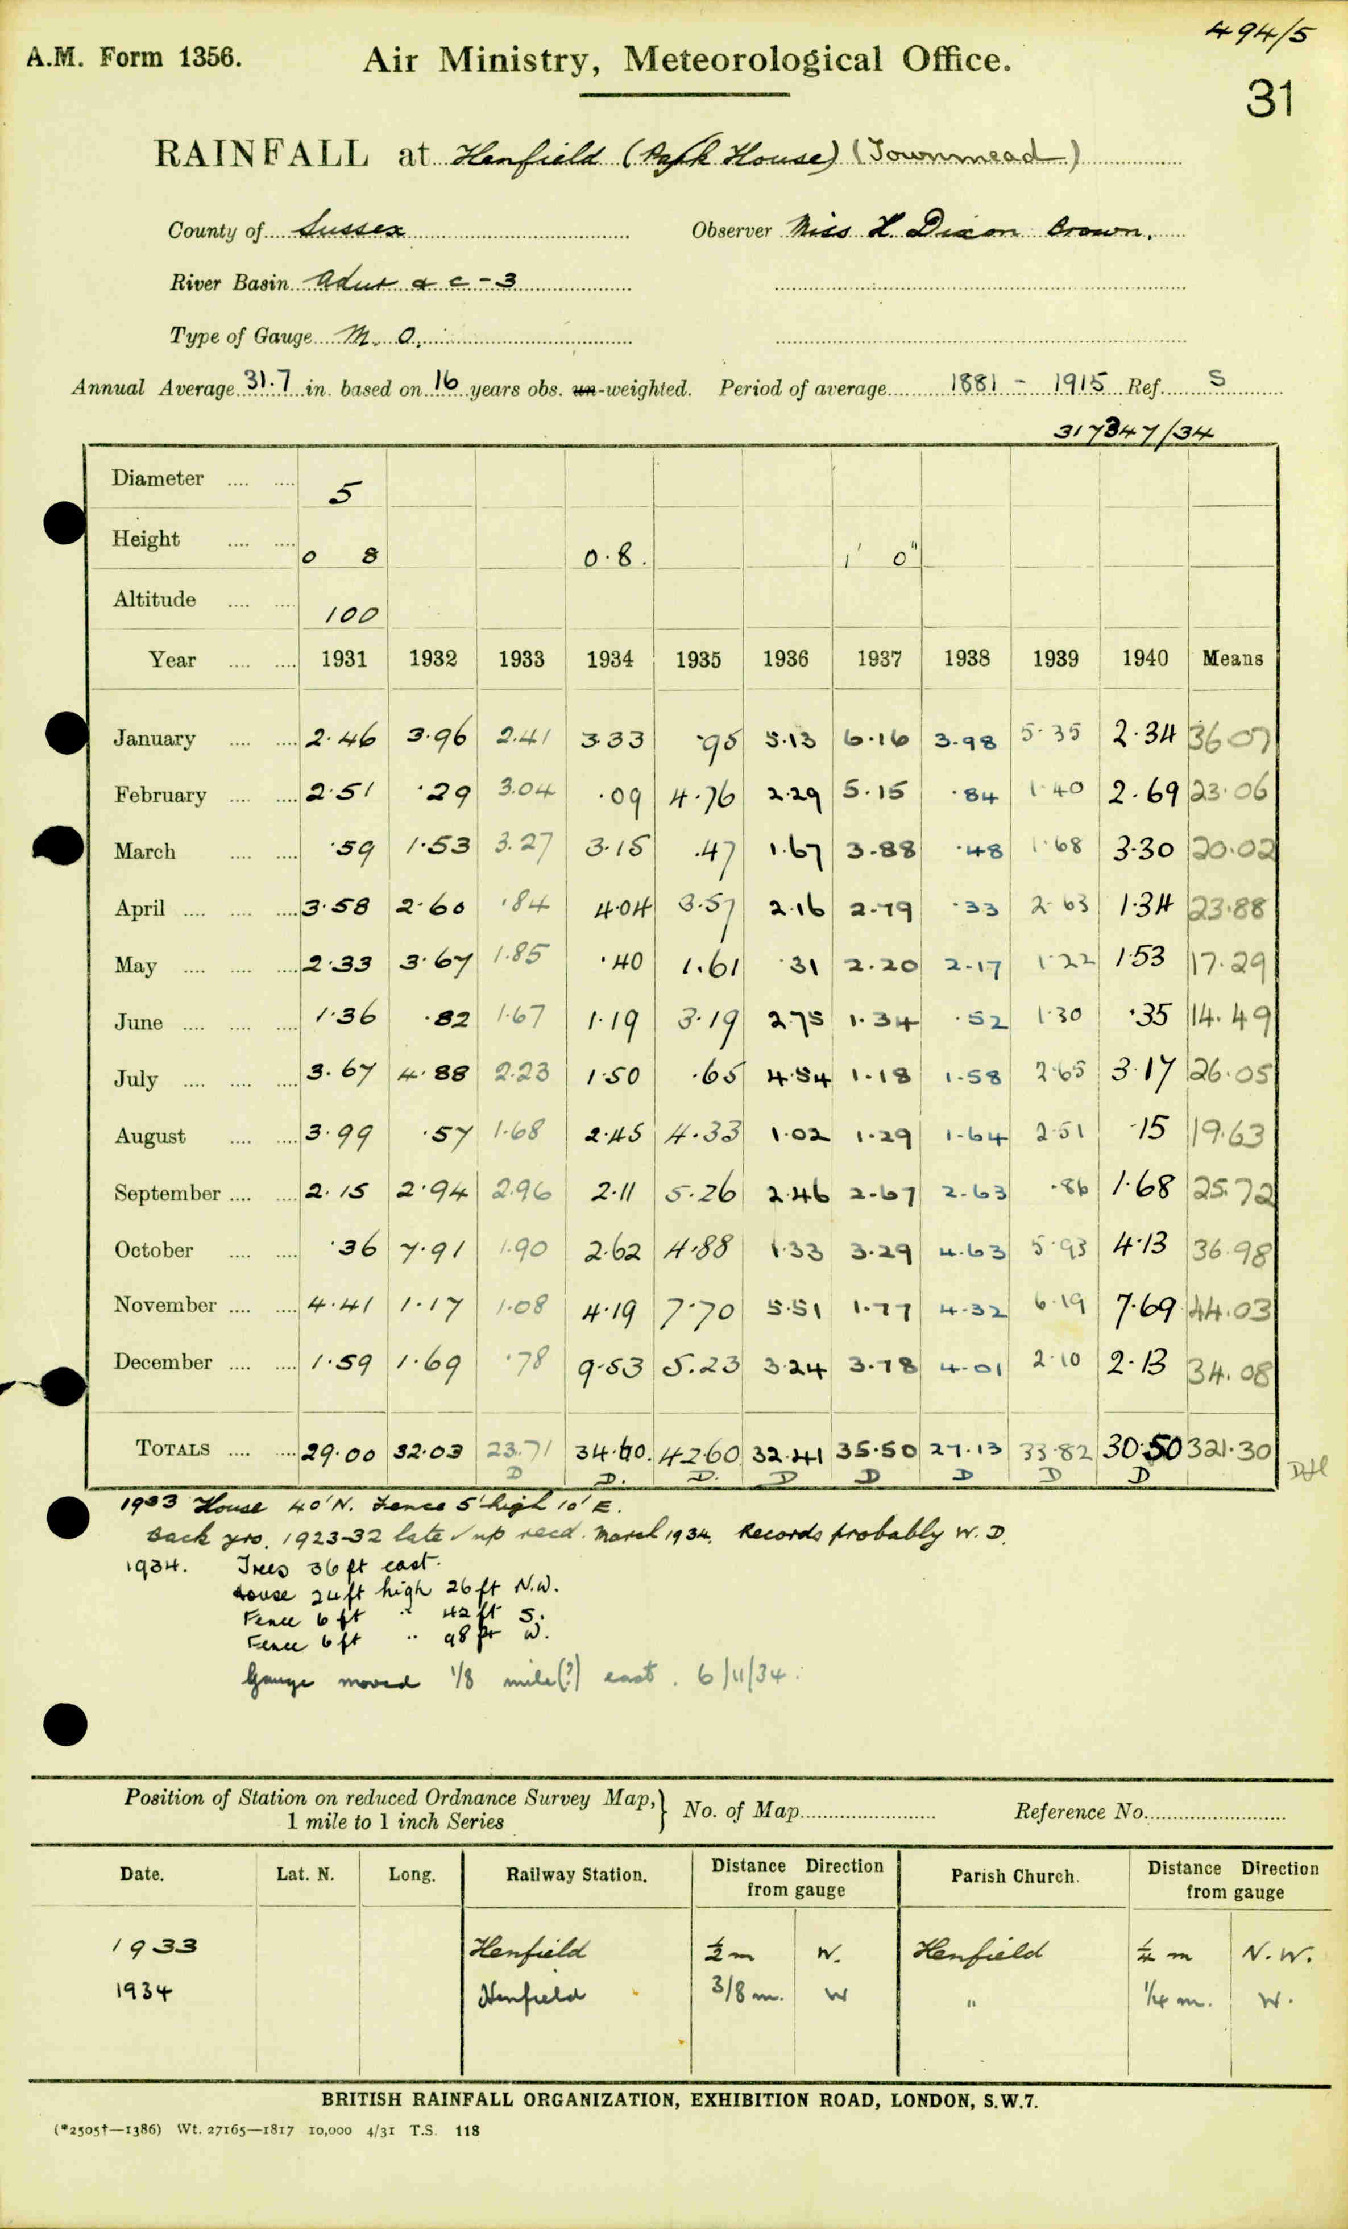 494/5
A.M. Form 1356. Air Ministry, Meteorological Office.
31
RAINFALL at Henfield (Park House) (Townmead)
County of Sussex Observer Miss H. Dixon Brown.
River Basin Adur & c - 3
Type of Gauge M. O.
Annual Average 31.7 in. based on 16 years obs. un-weighted. Period of average 1881 - 1915 Ref. S
317347/34
Diameter 5
Height 0 8 0.8. 1' 0"
Altitude 100
Year 1931 1932 1933 1934 1935 1936 1937 1938 1939 1940 Means
January 2.46 3.96 2.41 3.33 .95 5.13 6.16 3.98 5.35 2.34 36.07
February 2.51 .29 3.04 .09 4.76 2.29 5.15 .84 1.40 2.69 23.06
March .59 1.53 3.27 3.15 .47 1.67 3.88 .48 1.68 3.30 20.02
April 3.58 2.60 .84 4.04 3.57 2.16 2.79 .33 2.63 1.34 23.88
May 2.33 3.67 1.85 .40 1.61 .31 2.20 2.17 1.22 1.53 17.29
June 1.36 .82 1.67 1.19 3.19 2.75 1.34 .52 1.30 .35 14.49
July 3.67 4.88 2.23 1.50 .65 4.54 1.18 1.58 2.65 3.17 26.05
August 3.99 .57 1.68 2.45 4.33 1.02 1.29 1.64 2.51 .15 19.63
September 2.15 2.94 2.96 2.11 5.26 2.46 2.67 2.63 .86 1.68 25.72
October .36 7.91 1.90 2.62 4.88 1.33 3.29 4.63 5.93 4.13 36.98
November 4.41 1.17 1.08 4.19 7.70 5.51 1.77 4.32 6.19 7.69 44.03
December 1.59 1.69 .78 9.53 5.23 3.24 3.78 4.01 2.10 2.13 34.08
TOTALS 29.00 32.03 23.71 34.60. 42.60 32.41 35.50 27.13 33.82 30.50 321.30
D D. D. D D D D D
1933 House 40' N. Fence 5' high 10' E.
Back yrs. 1923-32 late up recd. March 1934. Records probably W. D.
1934. Trees 36 ft east.
House 24 ft high 26 ft N.W.
Fence 6 ft " 42 ft S.
Fence 6 ft " 98 ft W.
Gauge moved 1/8 mile(?) east. 6/11/34.
Position of Station on reduced Ordnance Survey Map, } No. of Map Reference No.
1 mile to 1 inch Series
Date. Lat. N. Long. Railway Station. Distance Direction from gauge Parish Church. Distance Direction from gauge
1933 Henfield ½ m W. Henfield ¼ m N.W.
1934 Henfield 3/8 m. W " 1/4 m. W.
BRITISH RAINFALL ORGANIZATION, EXHIBITION ROAD, LONDON, S.W.7.
(*2505†—1386) Wt. 27165—1817 10,000 4/31 T.S. 118